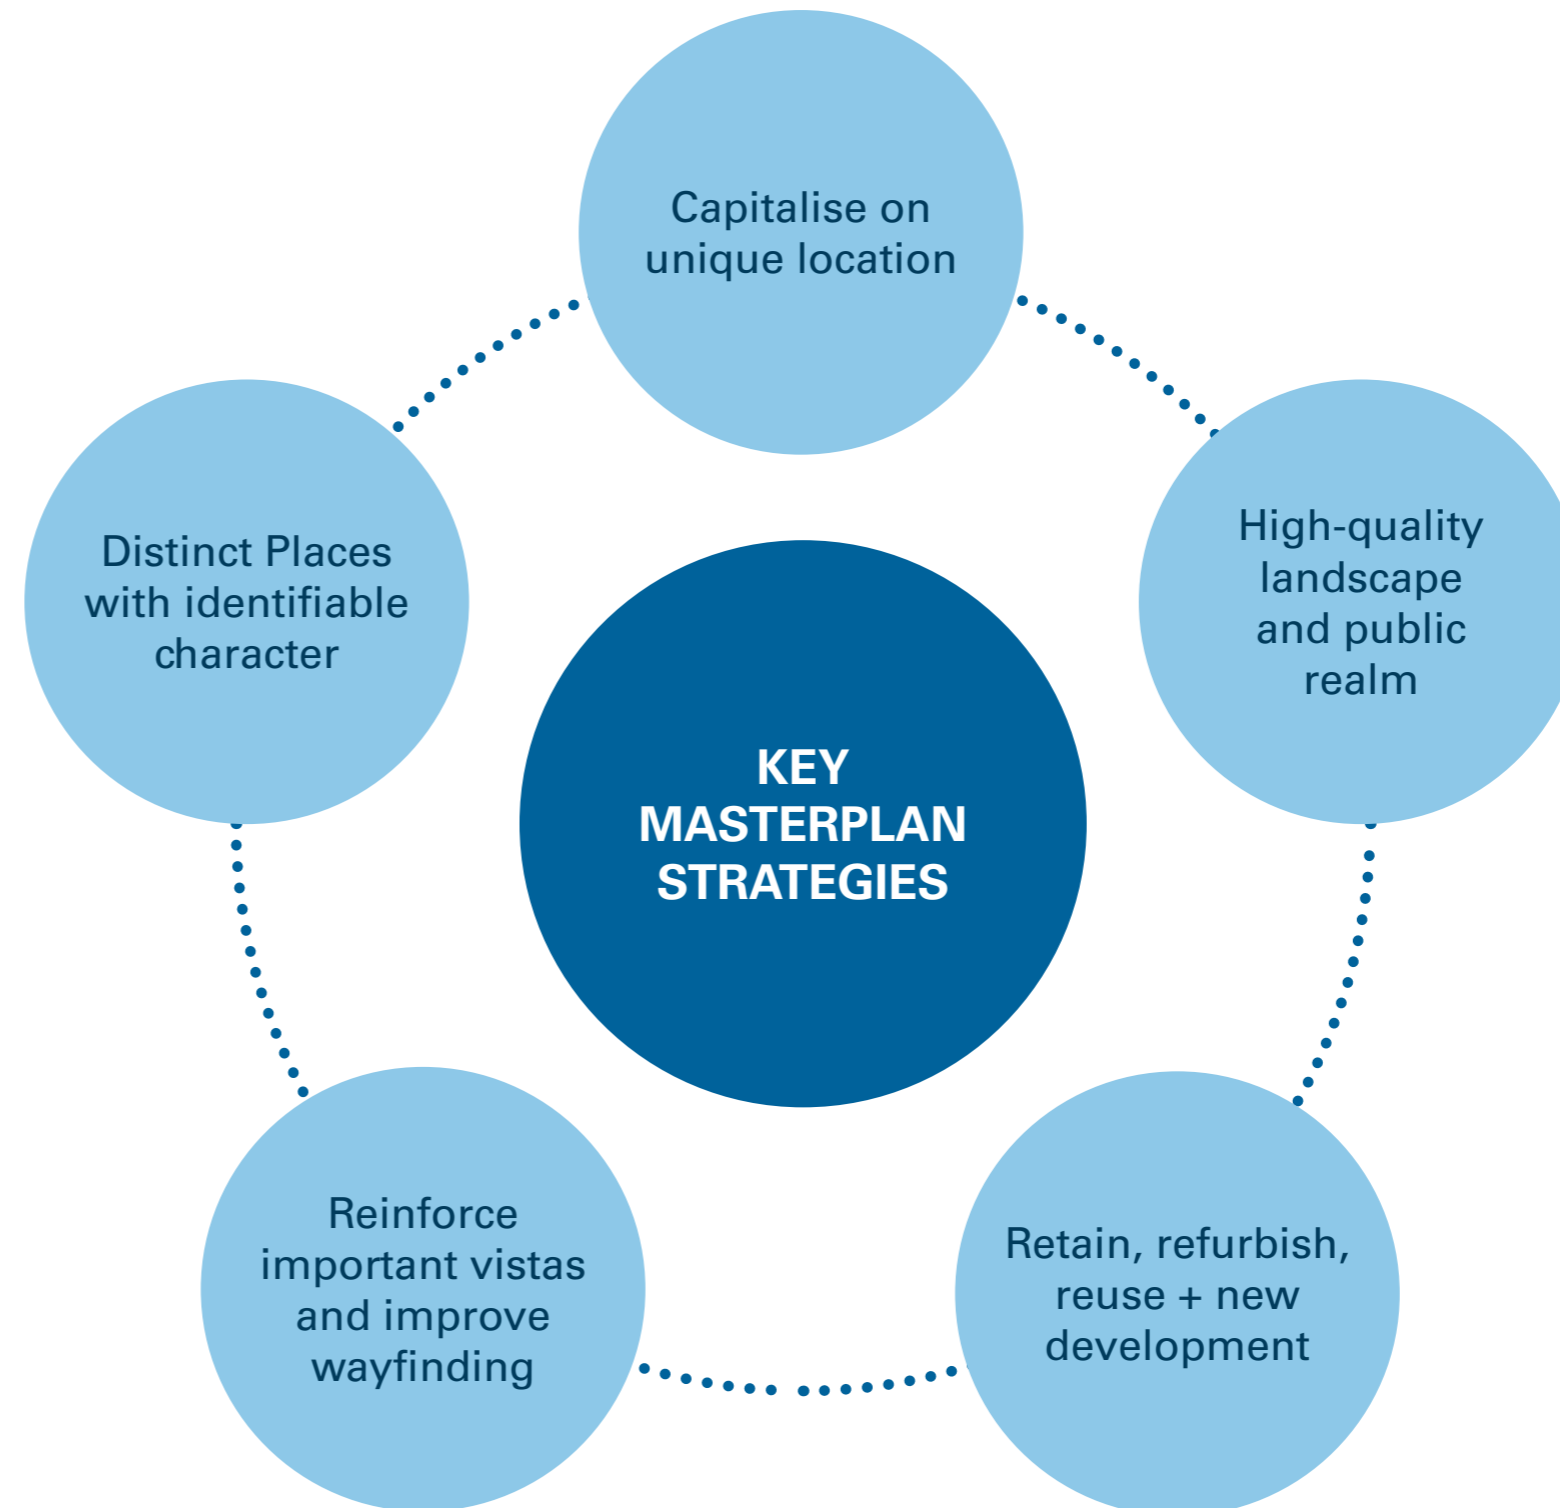 Capitalise on
unique location
High-quality
landscape
and public
realm
Distinct Places
with identifiable
character
KEY
MASTERPLAN
STRATEGIES
Reinforce
important vistas
and improve
wayfinding
Retain, refurbish,
reuse + new
development